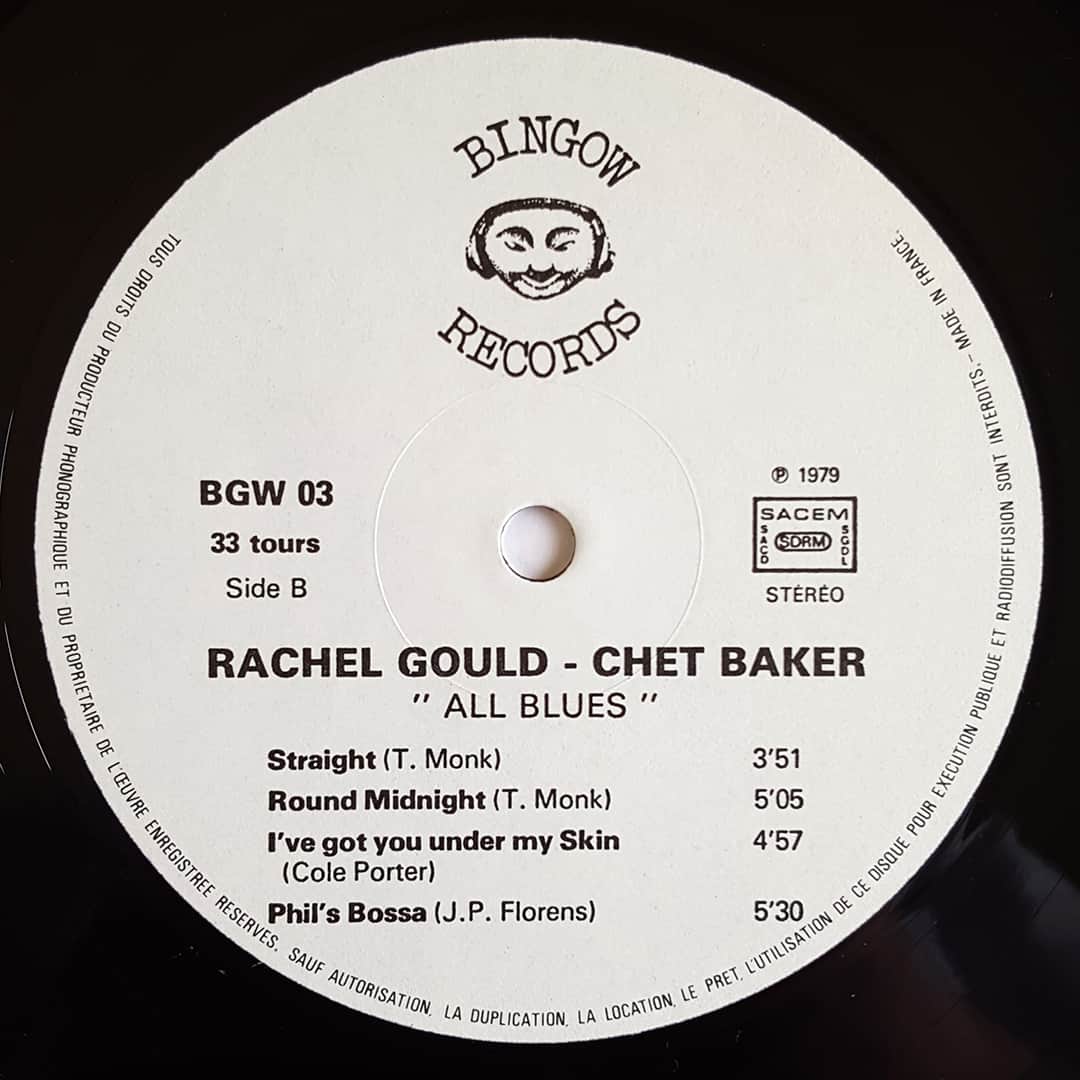 BINGOW
RECORDS
BGW 03
33 tours
Side B
℗ 1979
SACEM
SACD
SDRM
SGDL
STÉRÉO
RACHEL GOULD - CHET BAKER
" ALL BLUES "
Straight (T. Monk) 3'51
Round Midnight (T. Monk) 5'05
I've got you under my Skin 4'57
(Cole Porter)
Phil's Bossa (J.P. Florens) 5'30
TOUS DROITS DU PRODUCTEUR PHONOGRAPHIQUE ET DU PROPRIETAIRE DE L'ŒUVRE ENREGISTREE RESERVES. SAUF AUTORISATION, LA DUPLICATION, LA LOCATION, LE PRET, L'UTILISATION DE CE DISQUE POUR EXECUTION PUBLIQUE ET RADIODIFFUSION SONT INTERDITS. - MADE IN FRANCE.